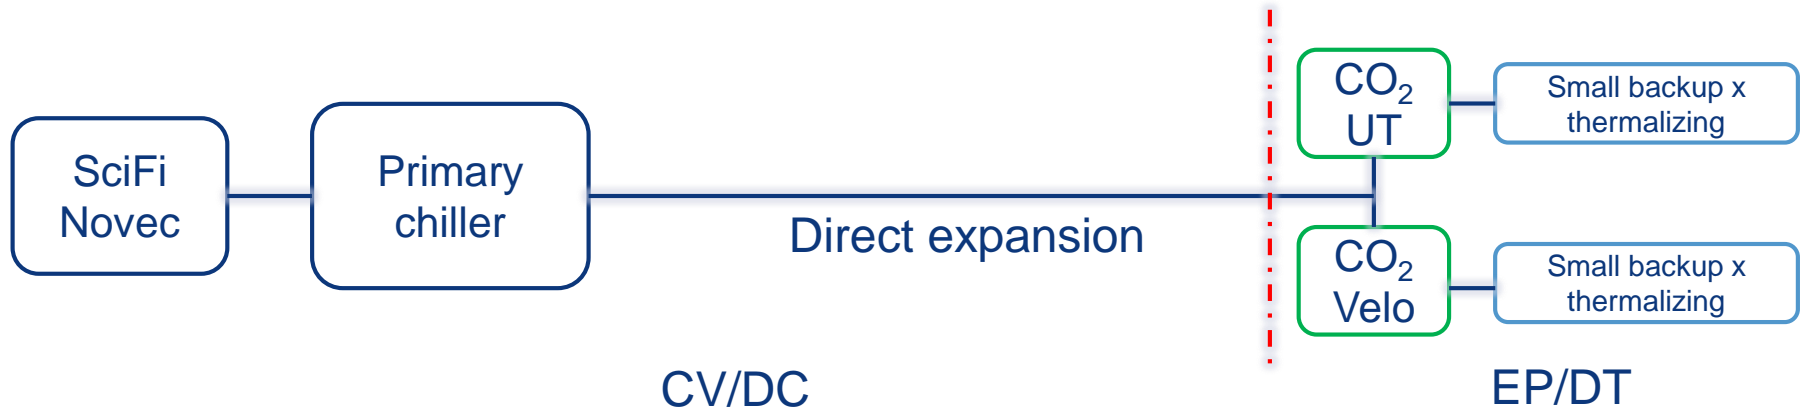 SciFi
Novec
Primary
chiller
Direct expansion
CO₂
UT
Small backup x
thermalizing
CO₂
Velo
Small backup x
thermalizing
CV/DC
EP/DT